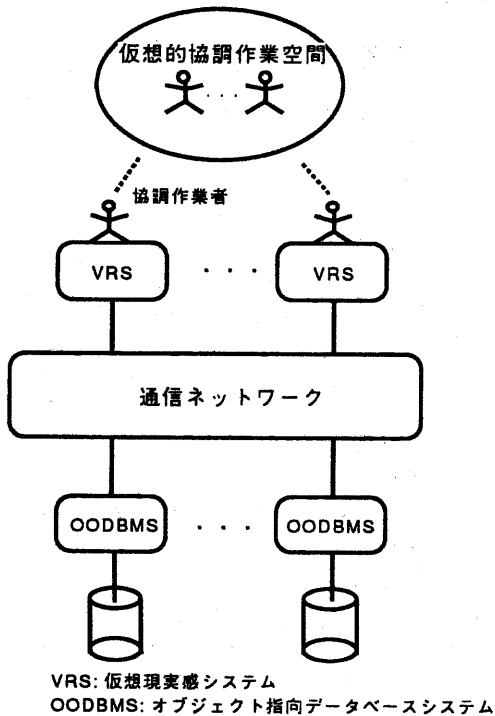 仮想的協調作業空間
協調作業者
VRS
VRS
通信ネットワーク
OODBMS
OODBMS
VRS: 仮想現実感システム
OODBMS: オブジェクト指向データベースシステム